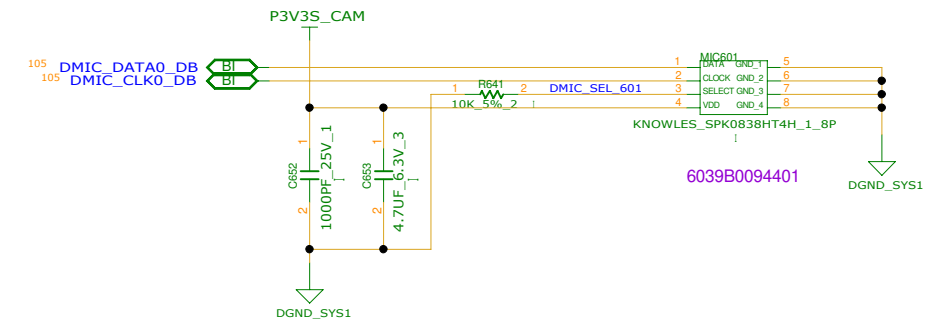 P3V3S_CAM
105 DMIC_DATA0_DB BI
105 DMIC_CLK0_DB BI
R641
1 2
10K_5%_2
DMIC_SEL_601
MIC601
1 DATA GND_1 5
2 CLOCK GND_2 6
3 SELECT GND_3 7
4 VDD GND_4 8
KNOWLES_SPK0838HT4H_1_8P
6039B0094401
DGND_SYS1
1
C652
2
1000PF_25V_1
1
C653
2
4.7UF_6.3V_3
DGND_SYS1